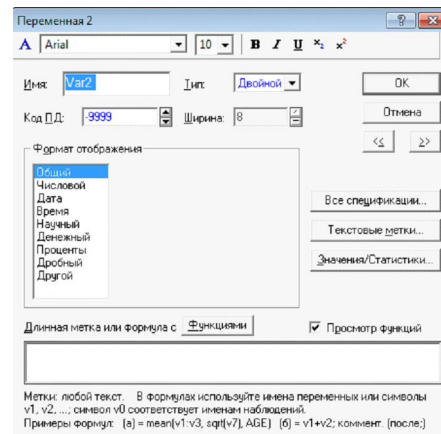 Переменная 2
A Arial 10 B I U x₂ x²
Имя: Var2 Тип: Двойной OK
Код ПД: -9999 Ширина: 8 Отмена
<< >>
Формат отображения
Общий
Числовой
Дата
Время
Научный
Денежный
Проценты
Дробный
Другой
Все спецификации...
Текстовые метки...
Значения/Статистики...
Длинная метка или формула с Функциями Просмотр функций
Метки: любой текст. В формулах используйте имена переменных или символы
v1, v2, ...; символ v0 соответствует именам наблюдений.
Примеры формул: (а) = mean(v1:v3, sqrt(v7), AGE) (б) = v1+v2; коммент. (после;)